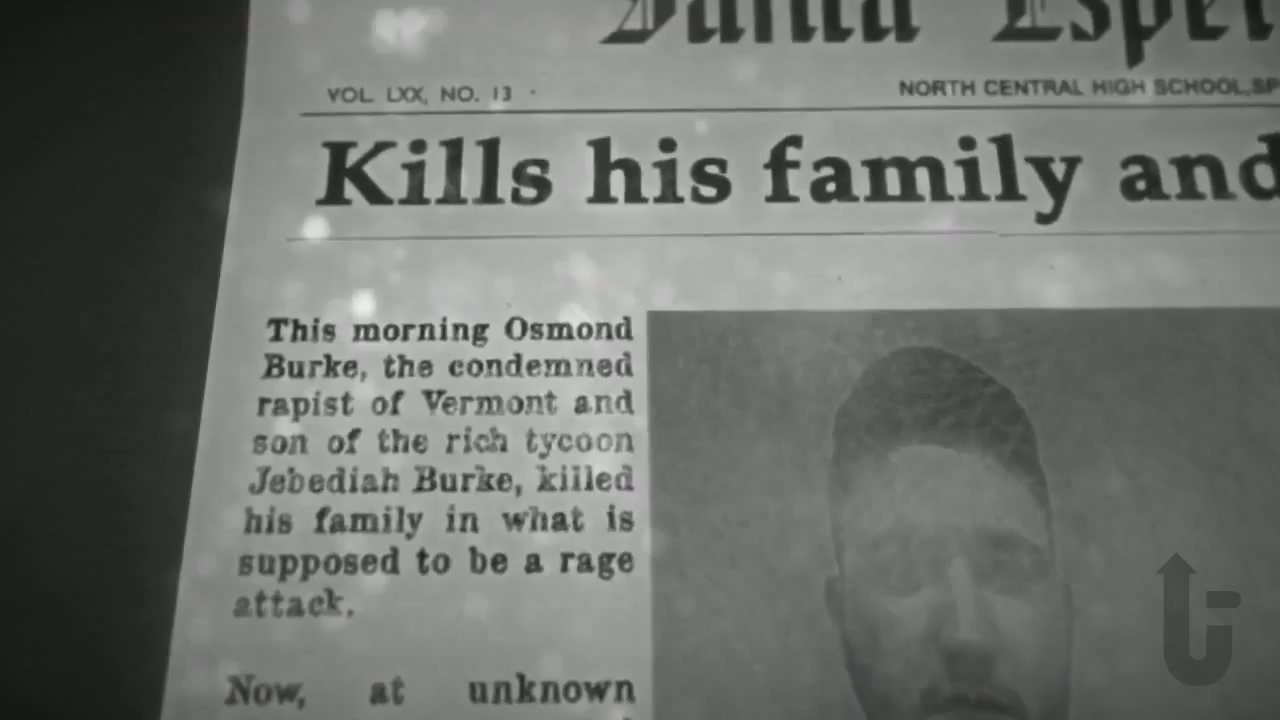 VOL. LXX, NO. 13
NORTH CENTRAL HIGH SCHOOL,
Kills his family and
This morning Osmond
Burke, the condemned
rapist of Vermont and
son of the rich tycoon
Jebediah Burke, killed
his family in what is
supposed to be a rage
attack.
Now, at unknown